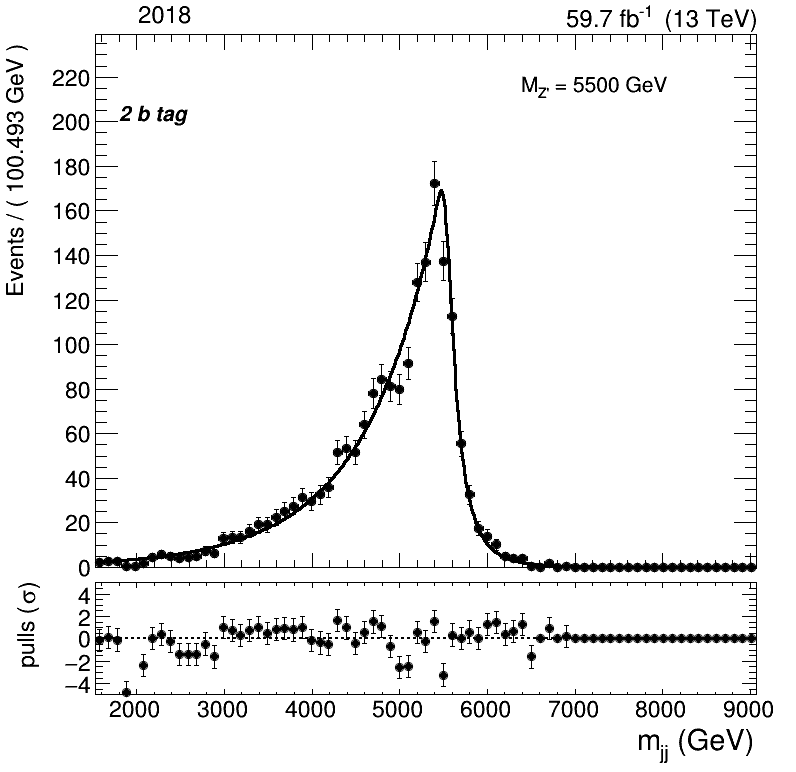 2018 59.7 fb⁻¹ (13 TeV)
Events / ( 100.493 GeV )
220
200
180
160
140
120
100
80
60
40
20
0
2 b tag
M_Z' = 5500 GeV
pulls (σ)
4
2
0
−2
−4
2000 3000 4000 5000 6000 7000 8000 9000
m_jj (GeV)